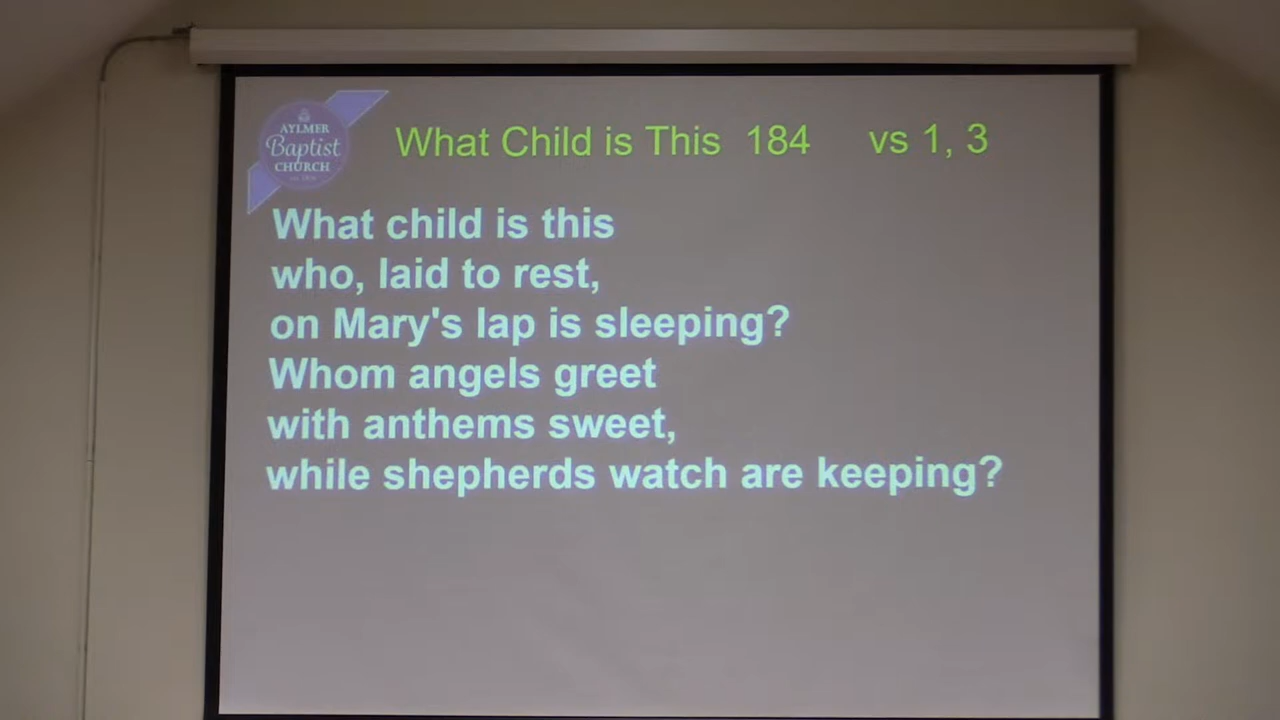 AYLMER
Baptist
CHURCH
What Child is This 184 vs 1, 3
What child is this
who, laid to rest,
on Mary's lap is sleeping?
Whom angels greet
with anthems sweet,
while shepherds watch are keeping?